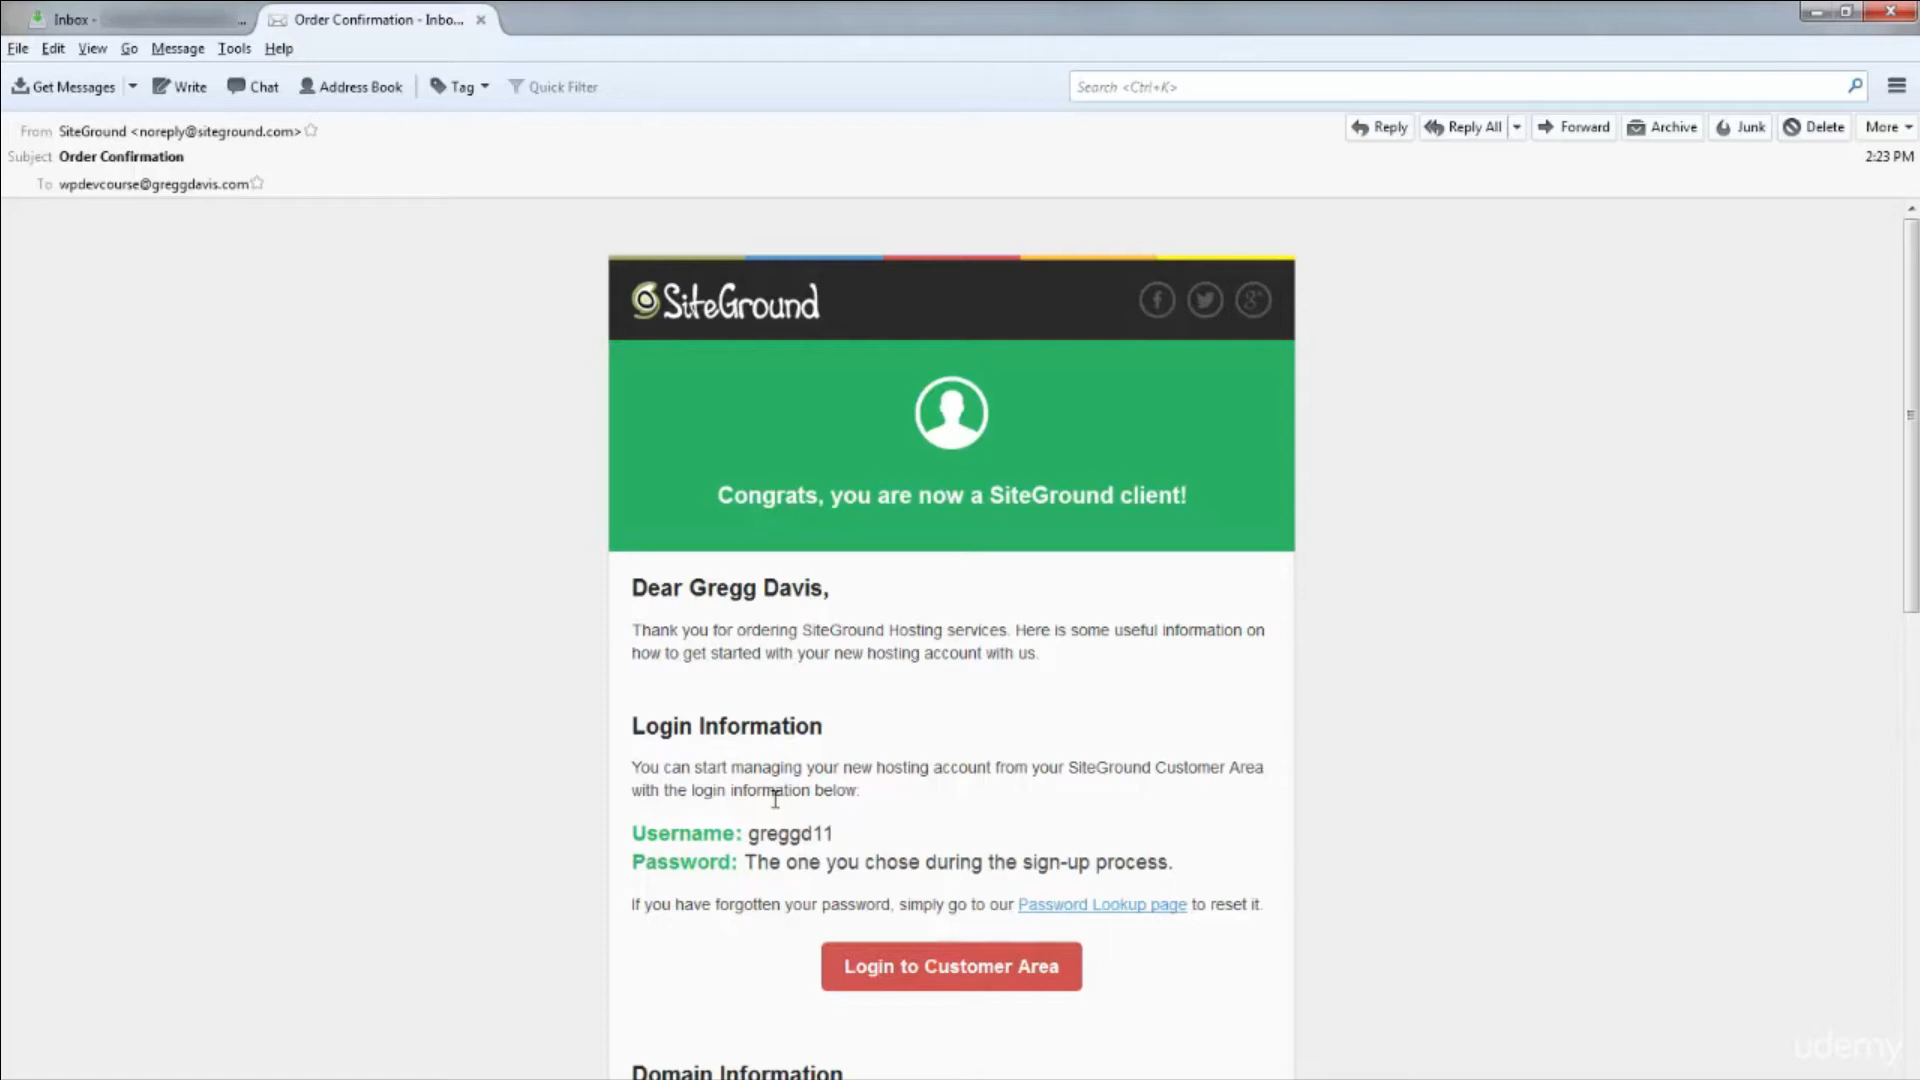 Inbox - ...
Order Confirmation - Inbo...
File Edit View Go Message Tools Help
Get Messages Write Chat Address Book Tag Quick Filter
Search <Ctrl+K>
From SiteGround <noreply@siteground.com>
Reply Reply All Forward Archive Junk Delete More
Subject Order Confirmation
2:23 PM
To wpdevcourse@greggdavis.com
SiteGround
Congrats, you are now a SiteGround client!
Dear Gregg Davis,
Thank you for ordering SiteGround Hosting services. Here is some useful information on
how to get started with your new hosting account with us.
Login Information
You can start managing your new hosting account from your SiteGround Customer Area
with the login information below:
Username: greggd11
Password: The one you chose during the sign-up process.
If you have forgotten your password, simply go to our Password Lookup page to reset it.
Login to Customer Area
Domain Information
udemy